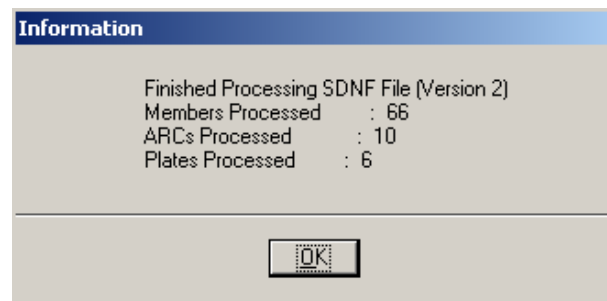 Information
Finished Processing SDNF File (Version 2)
Members Processed : 66
ARCs Processed : 10
Plates Processed : 6
OK